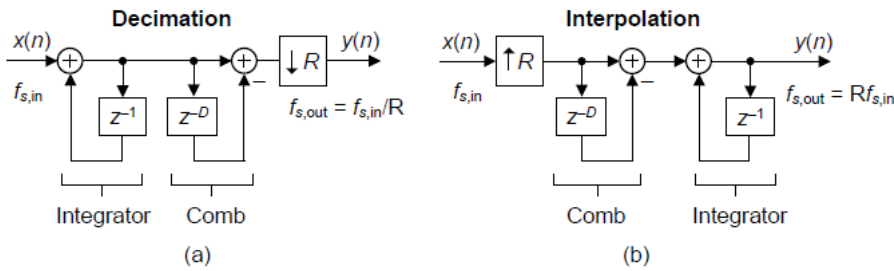 Decimation
x(n)
+
+
↓R
y(n)
–
f_s,in
z⁻¹
z⁻ᴰ
f_s,out = f_s,in/R
Integrator
Comb
(a)
Interpolation
x(n)
↑R
+
+
y(n)
–
f_s,in
z⁻ᴰ
z⁻¹
f_s,out = Rf_s,in
Comb
Integrator
(b)